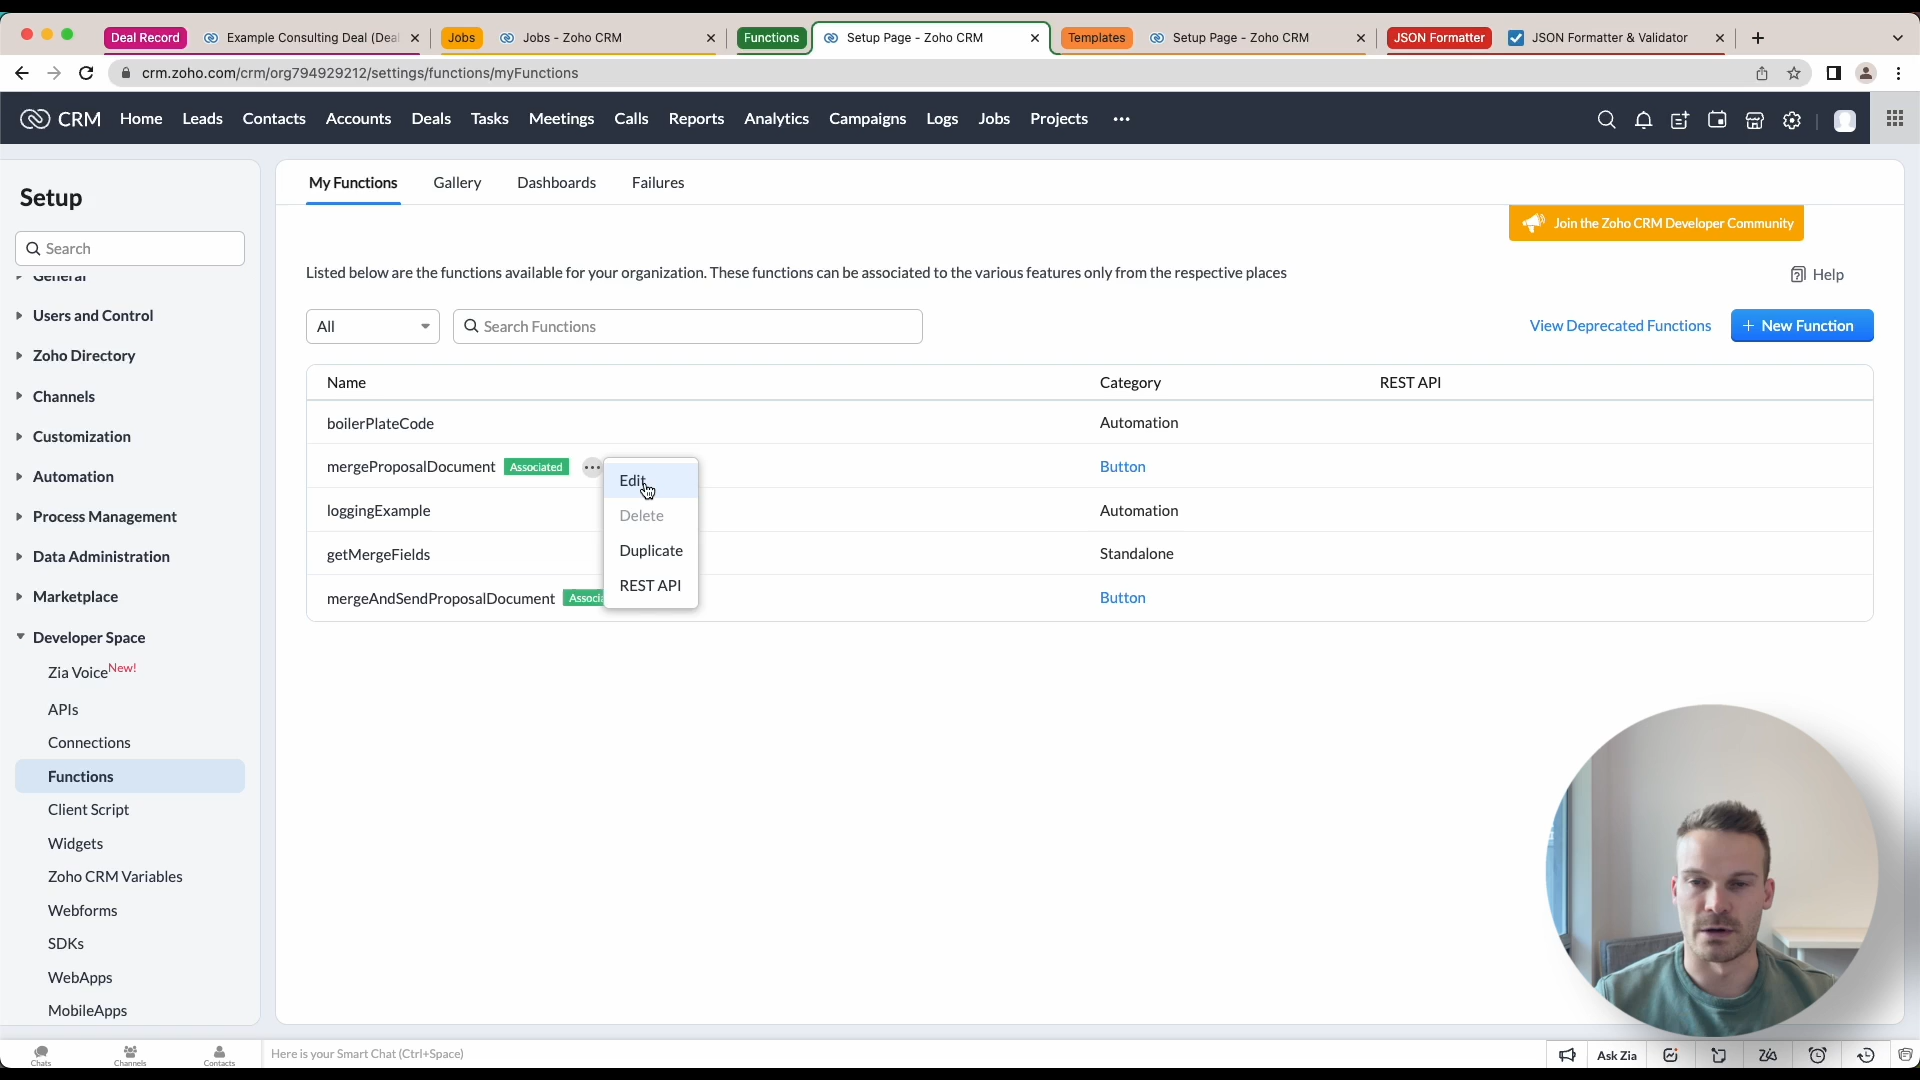 Deal Record
Example Consulting Deal (Deal
Jobs
Jobs - Zoho CRM
Functions
Setup Page - Zoho CRM
Templates
Setup Page - Zoho CRM
JSON Formatter
JSON Formatter & Validator
crm.zoho.com/crm/org794929212/settings/functions/myFunctions
CRM
Home
Leads
Contacts
Accounts
Deals
Tasks
Meetings
Calls
Reports
Analytics
Campaigns
Logs
Jobs
Projects
Setup
Search
General
Users and Control
Zoho Directory
Channels
Customization
Automation
Process Management
Data Administration
Marketplace
Developer Space
Zia Voice New!
APIs
Connections
Functions
Client Script
Widgets
Zoho CRM Variables
Webforms
SDKs
WebApps
MobileApps
My Functions
Gallery
Dashboards
Failures
Join the Zoho CRM Developer Community
Listed below are the functions available for your organization. These functions can be associated to the various features only from the respective places
Help
All
Search Functions
View Deprecated Functions
+ New Function
Name Category REST API
boilerPlateCode Automation
mergeProposalDocument Associated Button
loggingExample Automation
getMergeFields Standalone
mergeAndSendProposalDocument Associa Button
Edit
Delete
Duplicate
REST API
Chats
Channels
Contacts
Here is your Smart Chat (Ctrl+Space)
Ask Zia